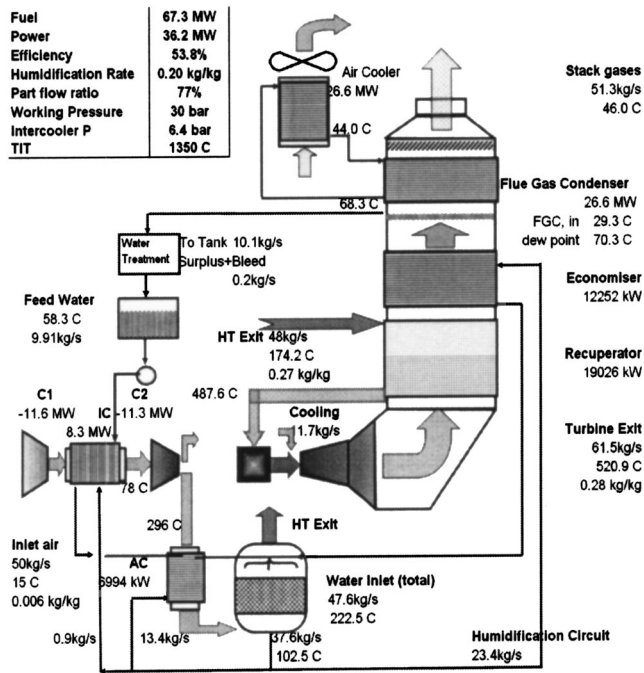 Fuel 67.3 MW
Power 36.2 MW
Efficiency 53.8%
Humidification Rate 0.20 kg/kg
Part flow ratio 77%
Working Pressure 30 bar
Intercooler P 6.4 bar
TIT 1350 C
Air Cooler
26.6 MW
44.0 C
68.3 C
Stack gases
51.3kg/s
46.0 C
Flue Gas Condenser
26.6 MW
FGC, in 29.3 C
dew point 70.3 C
Water
Treatment
To Tank 10.1kg/s
Surplus+Bleed
0.2kg/s
Economiser
12252 kW
Feed Water
58.3 C
9.91kg/s
HT Exit 48kg/s
174.2 C
0.27 kg/kg
Recuperator
19026 kW
487.6 C
C1
-11.6 MW
C2
-11.3 MW
IC
8.3 MW
78 C
Cooling
11.7kg/s
Turbine Exit
61.5kg/s
520.9 C
0.28 kg/kg
296 C
HT Exit
Inlet air
50kg/s
15 C
0.006 kg/kg
AC
6994 kW
Water Inlet (total)
47.6kg/s
222.5 C
0.9kg/s
13.4kg/s
37.6kg/s
102.5 C
Humidification Circuit
23.4kg/s